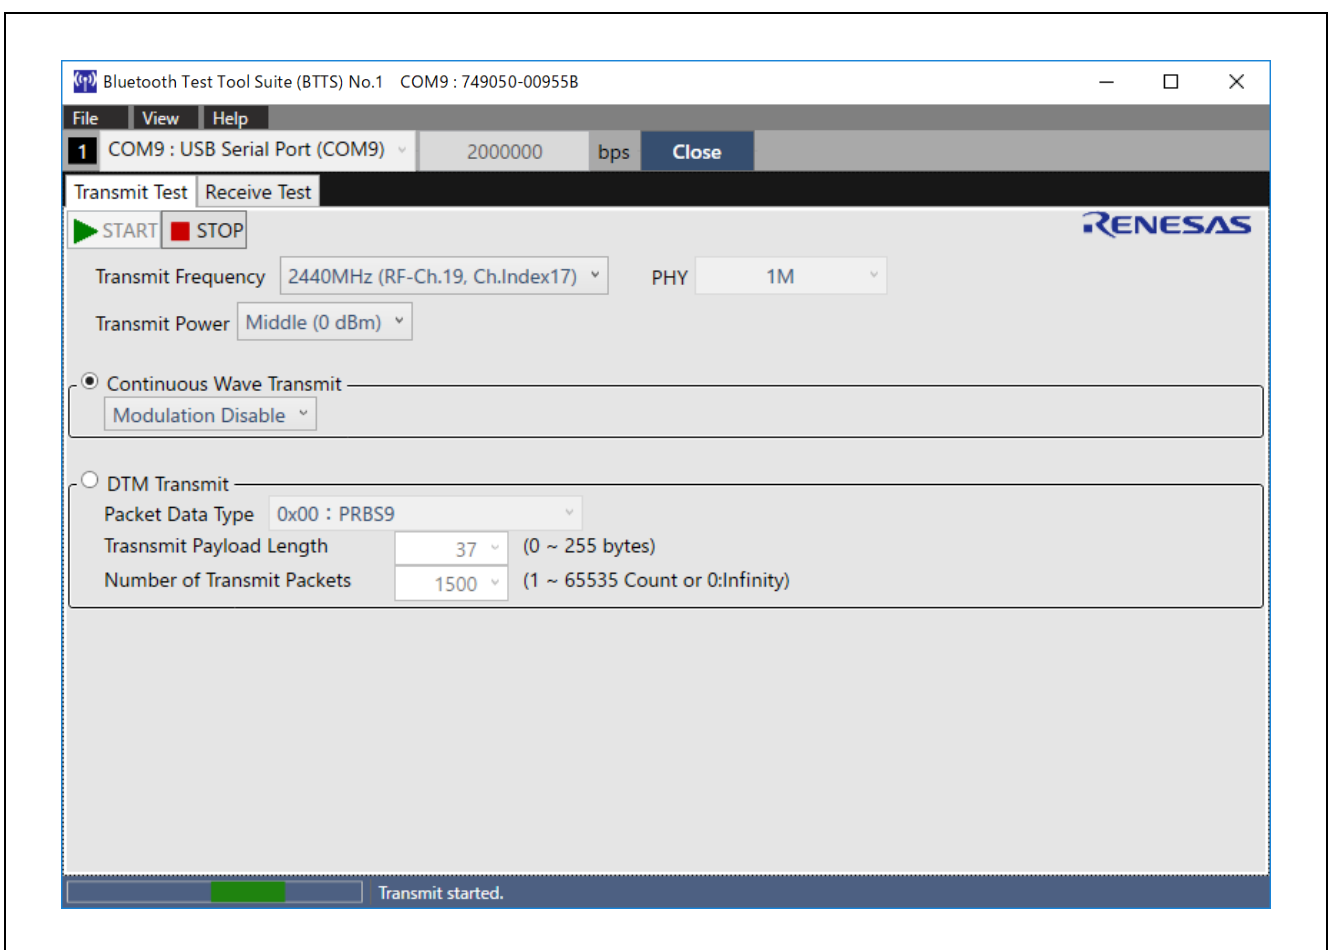 Bluetooth Test Tool Suite (BTTS) No.1 COM9 : 749050-00955B
File View Help
1 COM9 : USB Serial Port (COM9) 2000000 bps Close
Transmit Test Receive Test
START STOP RENESAS
Transmit Frequency 2440MHz (RF-Ch.19, Ch.Index17) PHY 1M
Transmit Power Middle (0 dBm)
Continuous Wave Transmit
Modulation Disable
DTM Transmit
Packet Data Type 0x00 : PRBS9
Trasnsmit Payload Length 37 (0 ~ 255 bytes)
Number of Transmit Packets 1500 (1 ~ 65535 Count or 0:Infinity)
Transmit started.